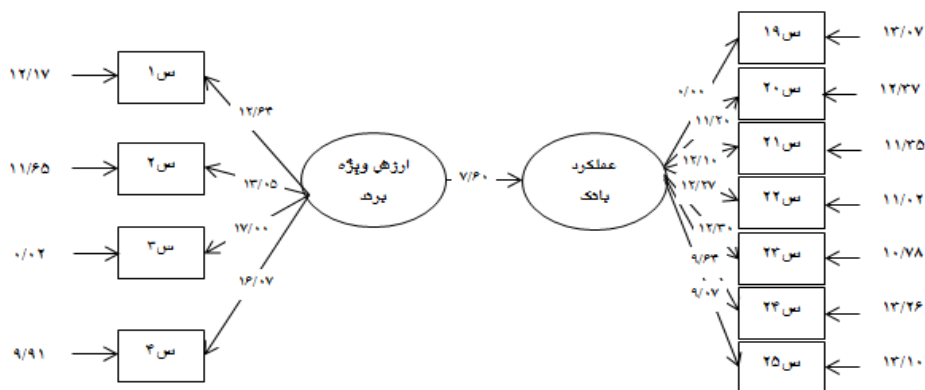 ۱۳/۰۷
س۱۹
۱۲/۳۷
س۲۰
۱۱/۳۵
س۲۱
۱۱/۰۲
س۲۲
۱۰/۷۸
س۲۳
۱۳/۲۶
س۲۴
۱۳/۱۰
س۲۵
۰/۰۰
۱۱/۲۰
۱۲/۱۰
۱۲/۲۷
۱۲/۳۰
۹/۶۴
۹/۰۷
عملکرد
بانک
۷/۶۰
ارزش ویژه
برند
۱۲/۶۴
۱۳/۰۵
۱۷/۰۰
۱۶/۰۷
س۱
۱۲/۱۷
س۲
۱۱/۶۵
س۳
۰/۰۲
س۴
۹/۹۱